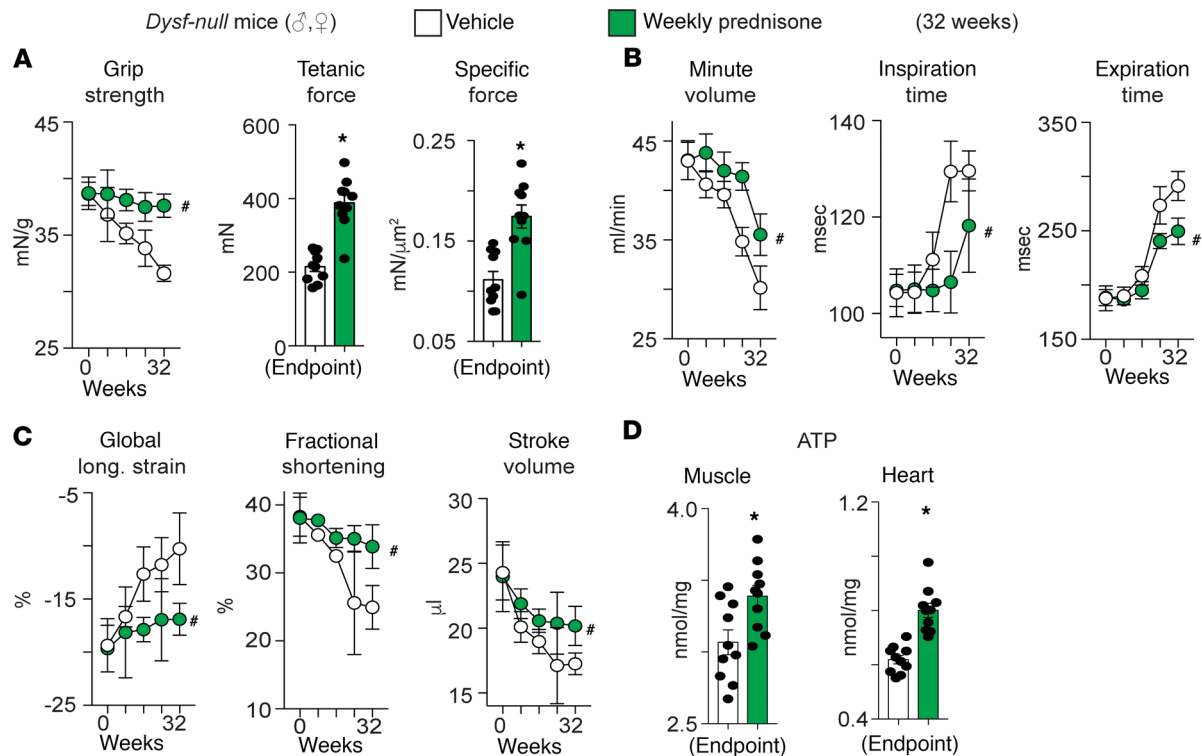 Dysf-null mice (♂,♀) Vehicle Weekly prednisone (32 weeks)
A
Grip
strength
Tetanic
force
Specific
force
mN/g
45
35
25
#
0 32
Weeks
mN
600
400
200
0
*
(Endpoint)
mN/µm²
0.25
0.15
0.05
*
(Endpoint)
B
Minute
volume
Inspiration
time
Expiration
time
ml/min
45
35
25
#
0 32
Weeks
msec
140
120
100
#
0 32
Weeks
msec
350
250
150
#
0 32
Weeks
C
Global
long. strain
Fractional
shortening
Stroke
volume
%
-5
-15
-25
#
0 32
Weeks
%
40
30
20
10
#
0 32
Weeks
µl
30
25
20
15
#
0 32
Weeks
D
ATP
Muscle
Heart
nmol/mg
4.0
2.5
*
(Endpoint)
nmol/mg
1.2
0.4
*
(Endpoint)